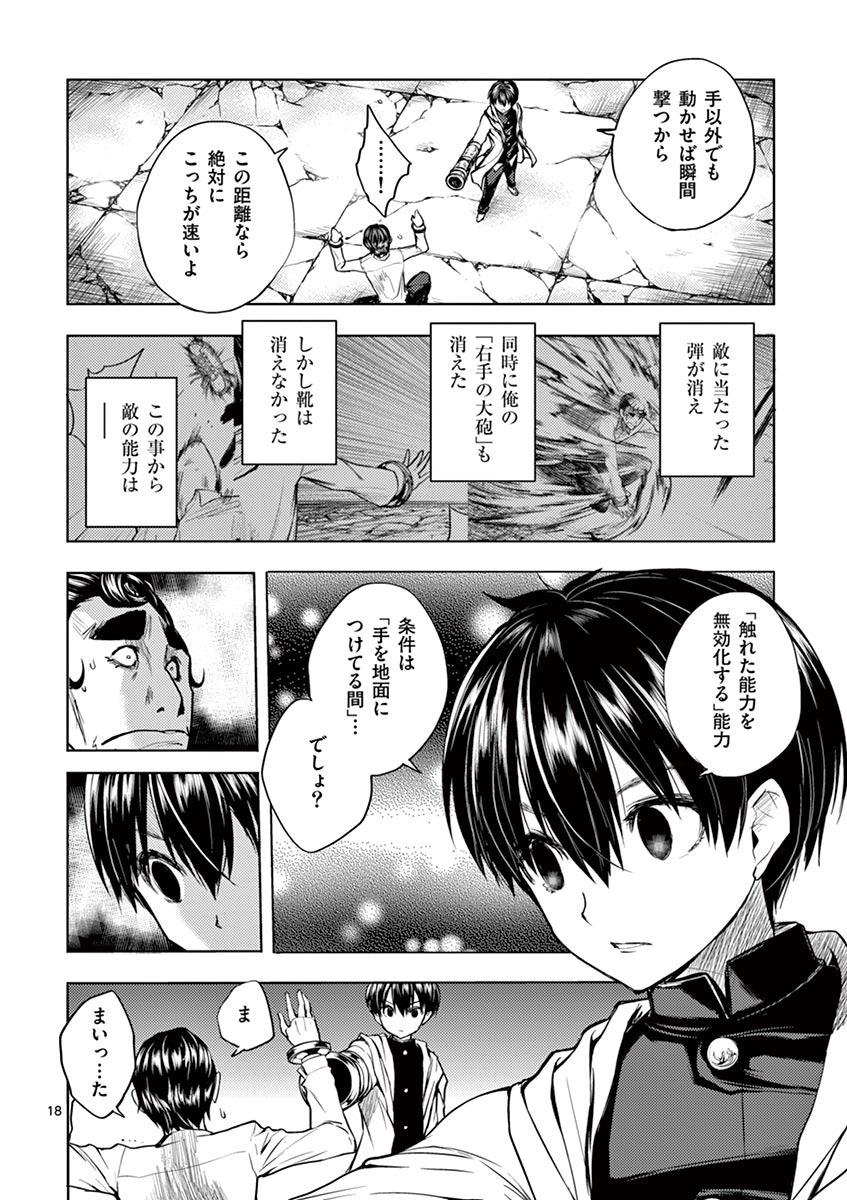 手以外でも
動かせば瞬間
撃つから
……！
この距離なら
絶対に
こっちが速いよ
敵に当たった
弾が消え
同時に俺の
「右手の大砲」も
消えた
しかし靴は
消えなかった
この事から
敵の能力は
──
「触れた能力を
無効化する」能力
条件は
「手を地面に
つけてる間」…
でしょ？
ま
まいっ…た
18